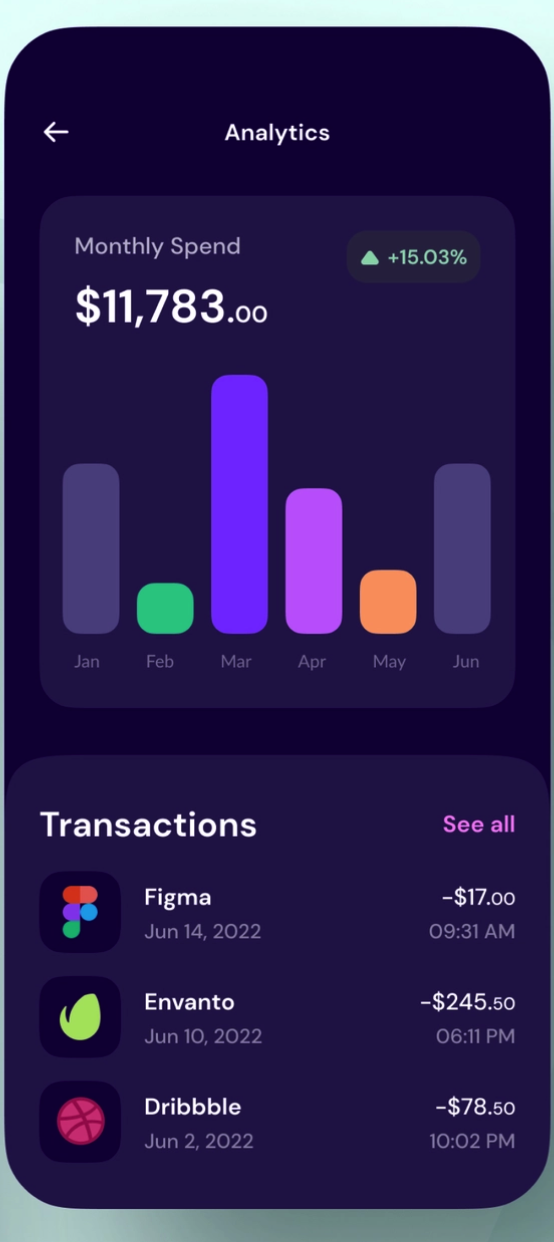 Analytics
Monthly Spend
+15.03%
$11,783.00
Jan Feb Mar Apr May Jun
Transactions See all
Figma -$17.00
Jun 14, 2022 09:31 AM
Envanto -$245.50
Jun 10, 2022 06:11 PM
Dribbble -$78.50
Jun 2, 2022 10:02 PM